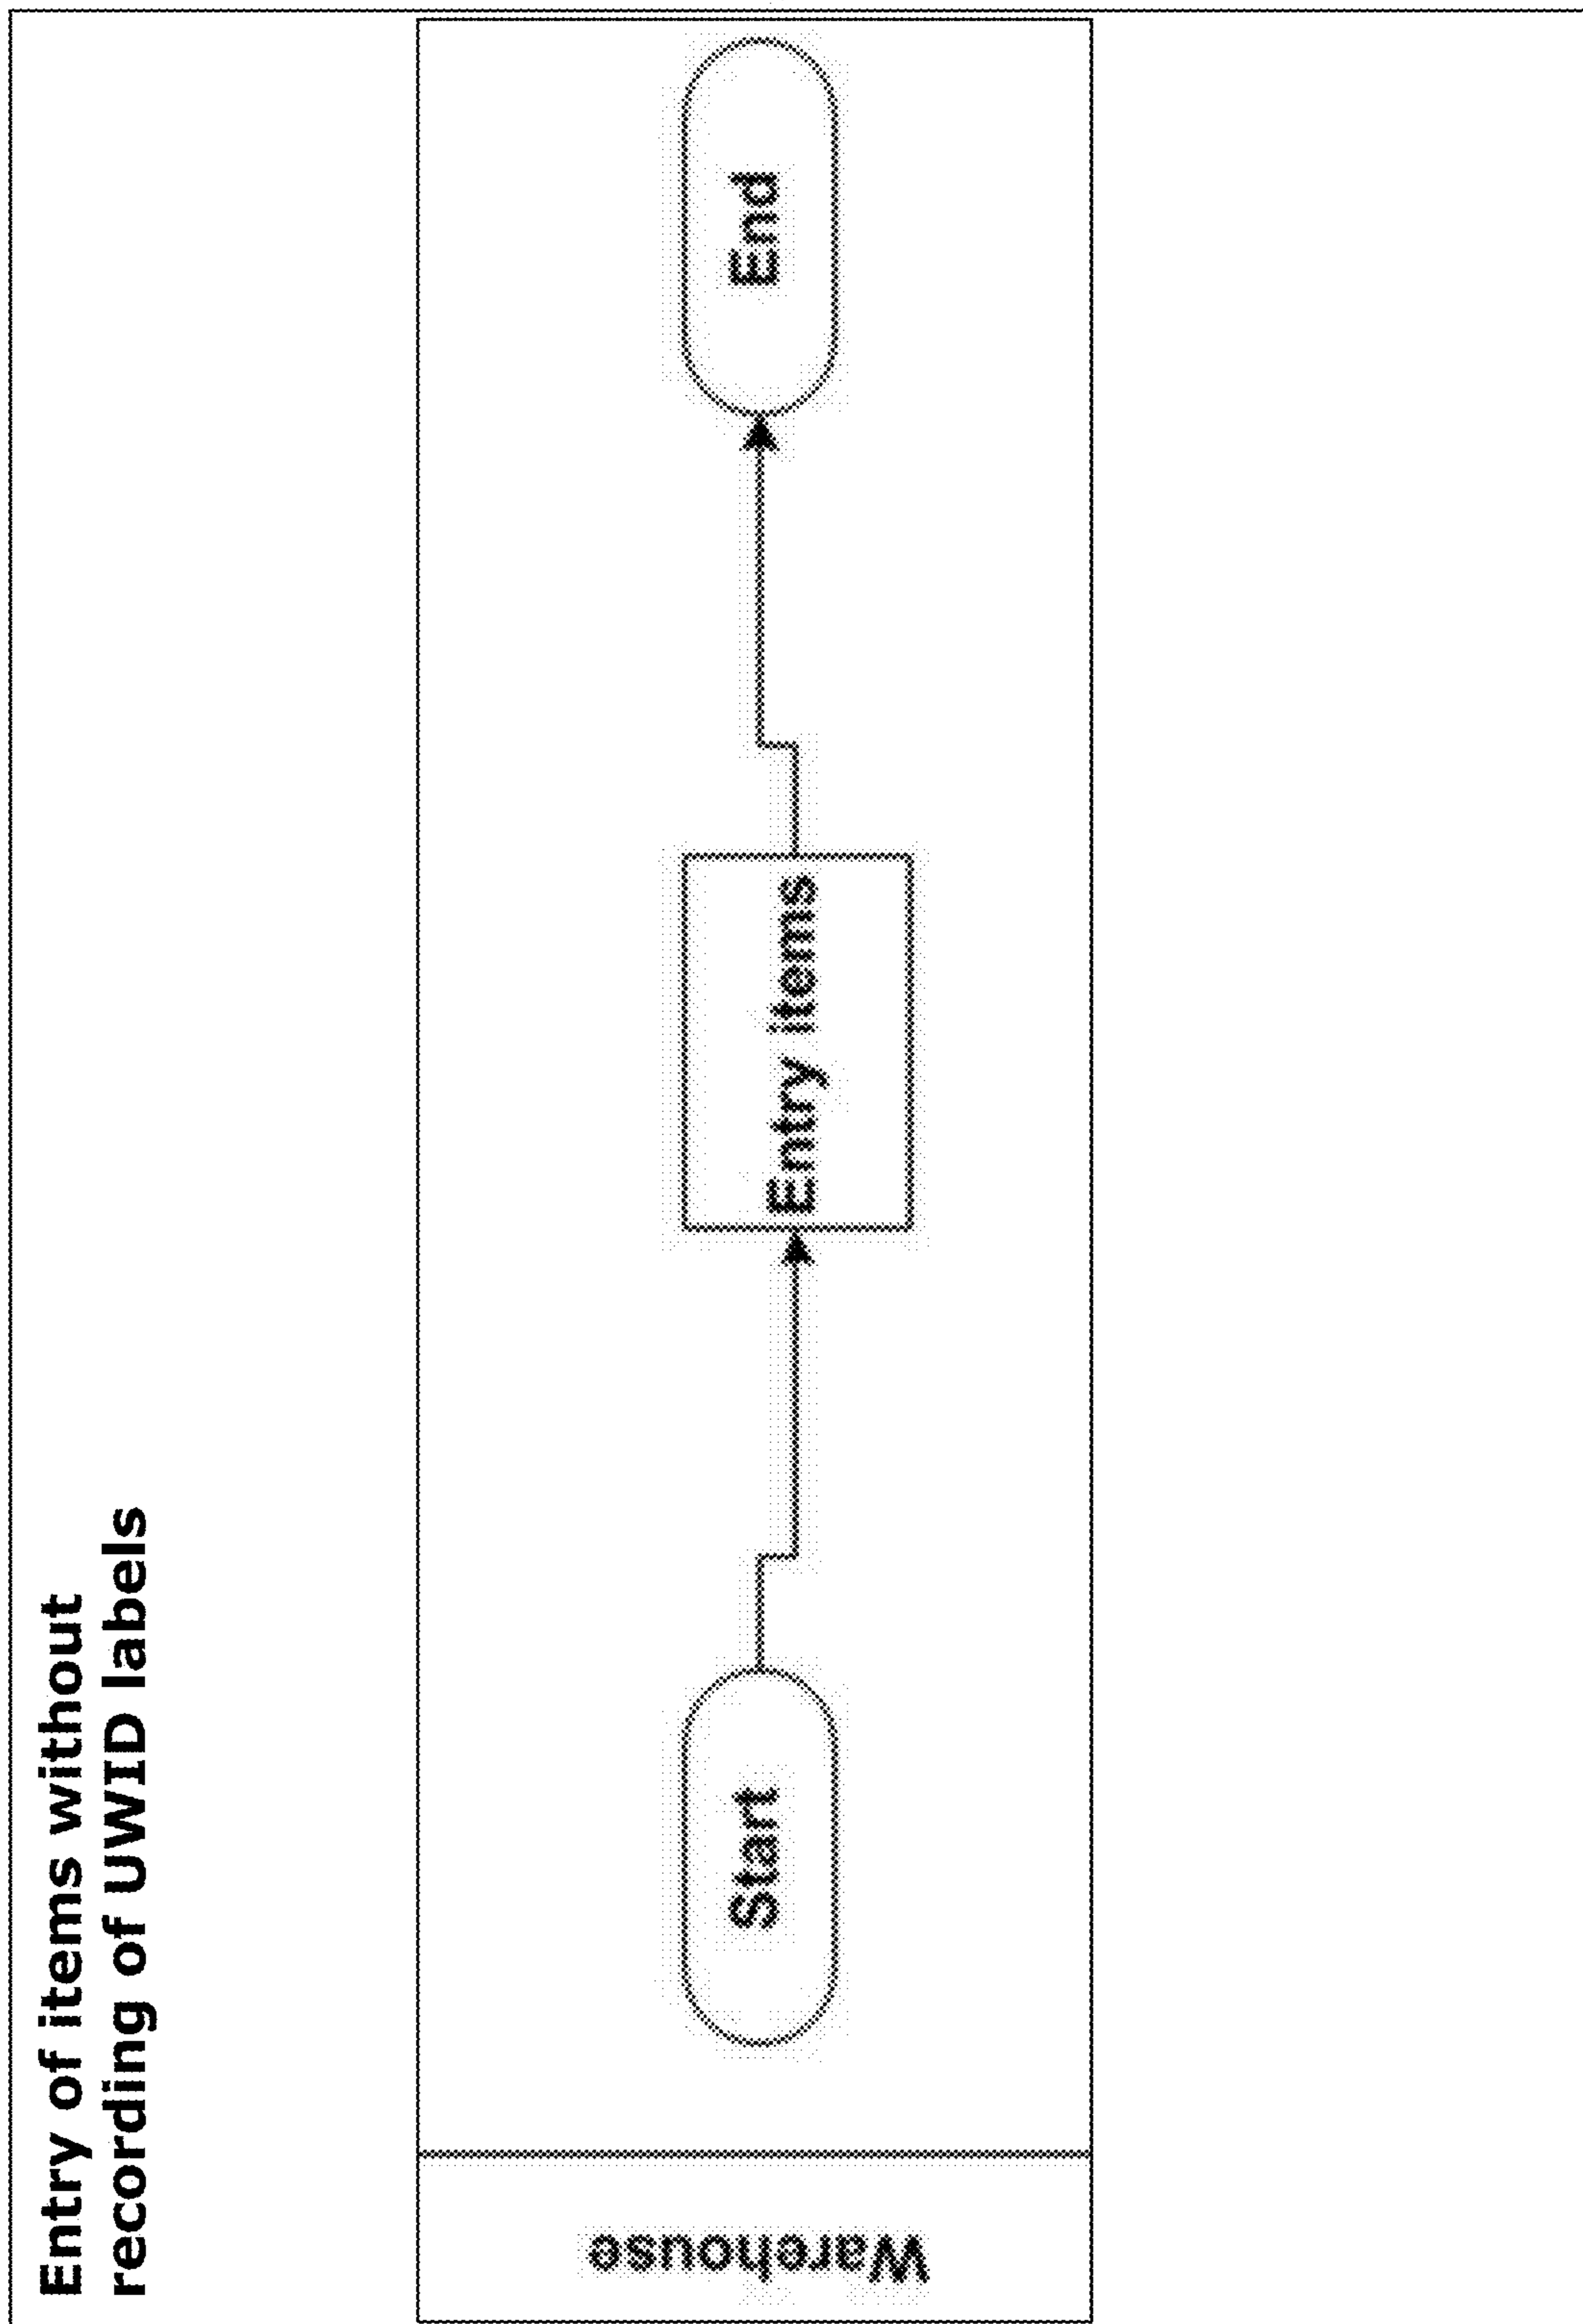 Entry of items without
recording of UWID labels
Warehouse
Start
Entry items
End